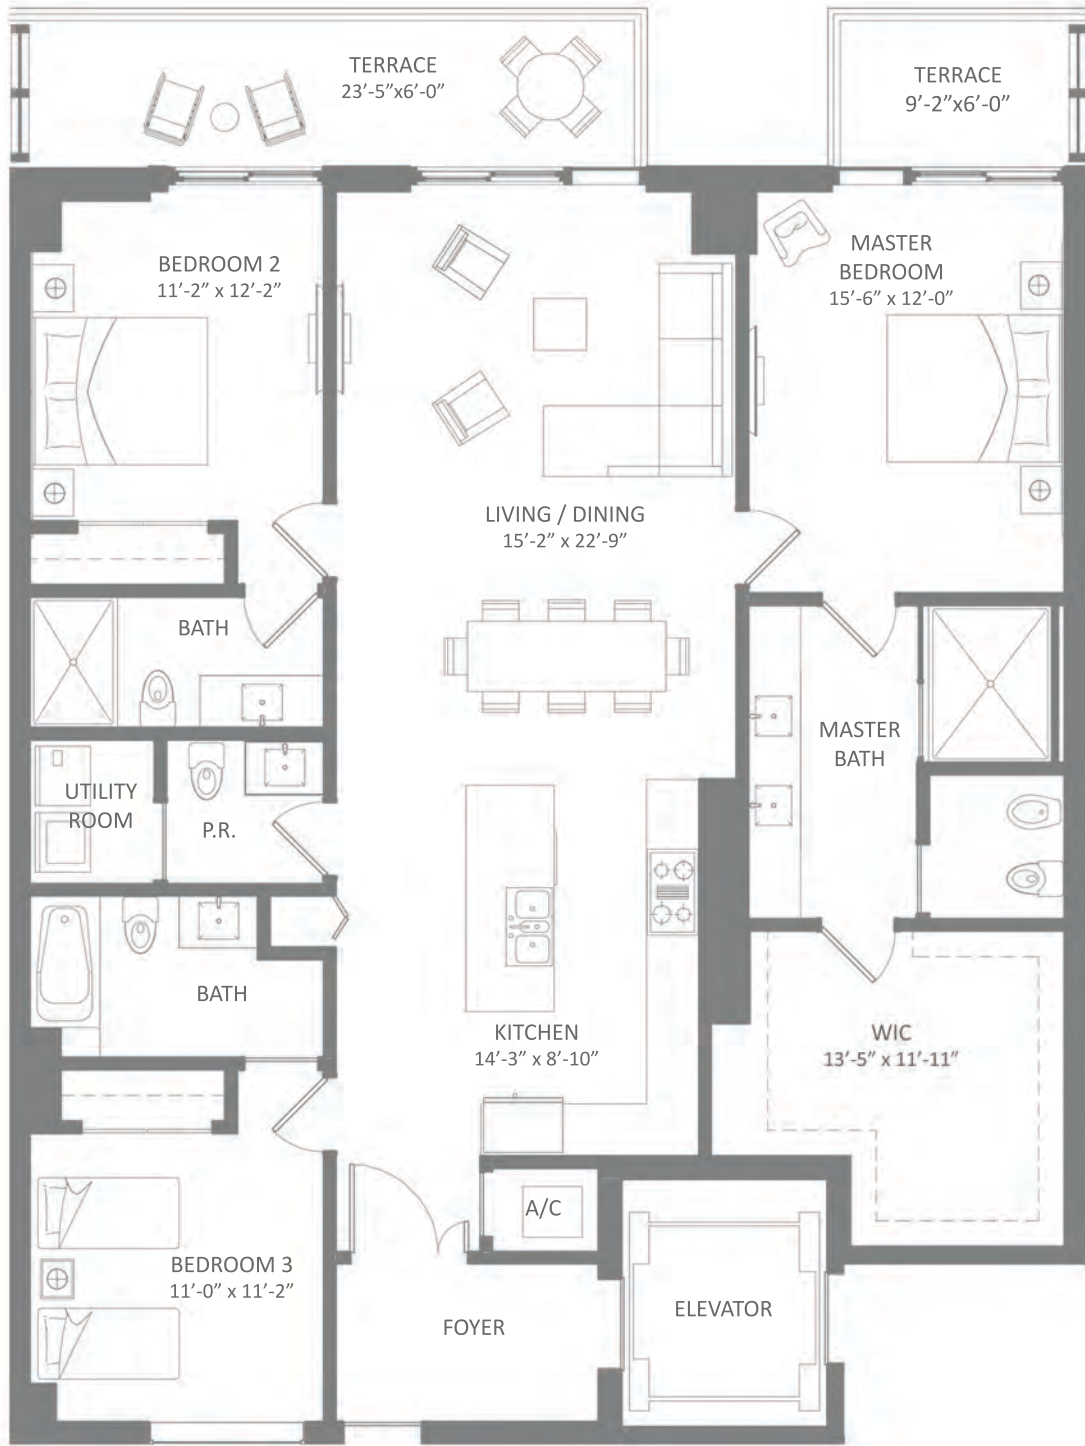 TERRACE
23'-5"x6'-0"
TERRACE
9'-2"x6'-0"
BEDROOM 2
11'-2" x 12'-2"
MASTER
BEDROOM
15'-6" x 12'-0"
LIVING / DINING
15'-2" x 22'-9"
BATH
MASTER
BATH
UTILITY
ROOM
P.R.
BATH
KITCHEN
14'-3" x 8'-10"
WIC
13'-5" x 11'-11"
A/C
BEDROOM 3
11'-0" x 11'-2"
FOYER
ELEVATOR